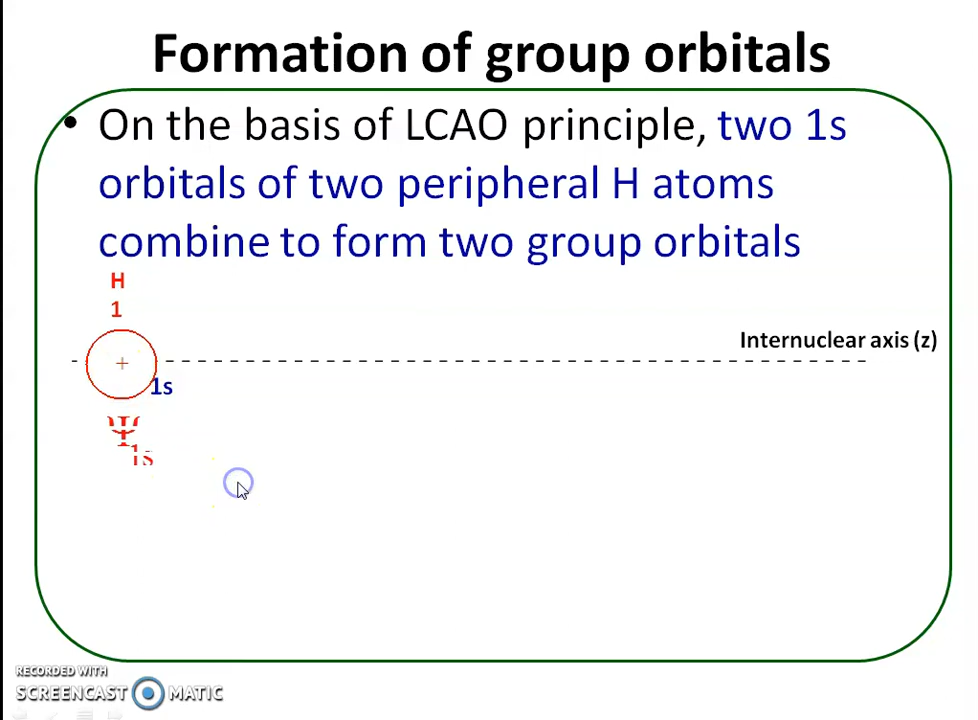 Formation of group orbitals
• On the basis of LCAO principle, two 1s
orbitals of two peripheral H atoms
combine to form two group orbitals
H
1
Internuclear axis (z)
+
1s
Ψ
1s
RECORDED WITH
SCREENCAST MATIC